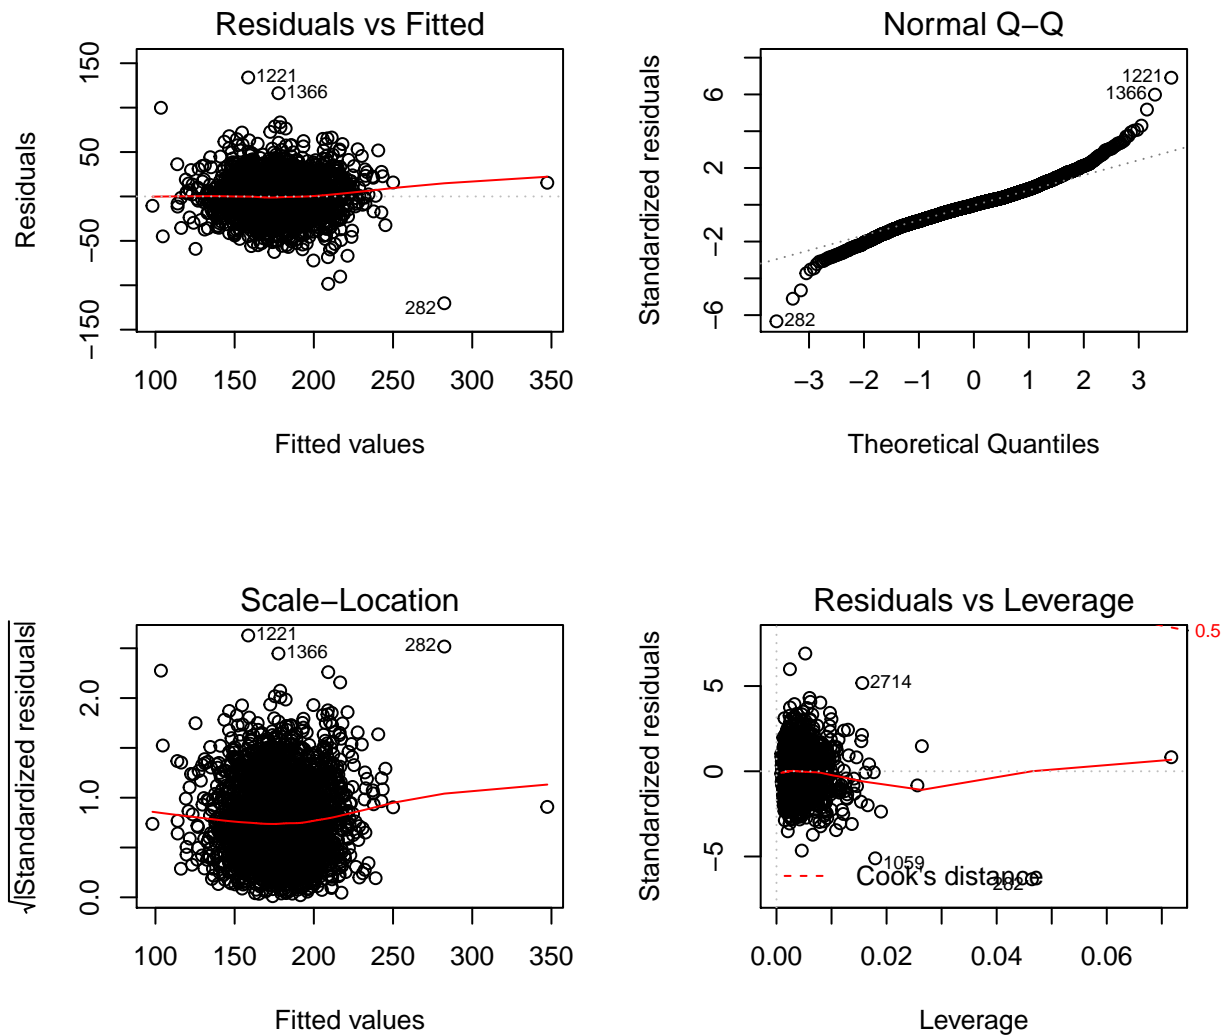 Residuals vs Fitted
Residuals
150
50
0
−50
−150
1221
1366
282
100 150 200 250 300 350
Fitted values
Normal Q−Q
Standardized residuals
6
2
−2
−6
1221
1366
282
−3 −2 −1 0 1 2 3
Theoretical Quantiles
Scale−Location
√|Standardized residuals|
2.0
1.0
0.0
1221
1366
282
100 150 200 250 300 350
Fitted values
Residuals vs Leverage
Standardized residuals
5
0
−5
0.5
2714
1059
282
Cook's distance
0.00 0.02 0.04 0.06
Leverage